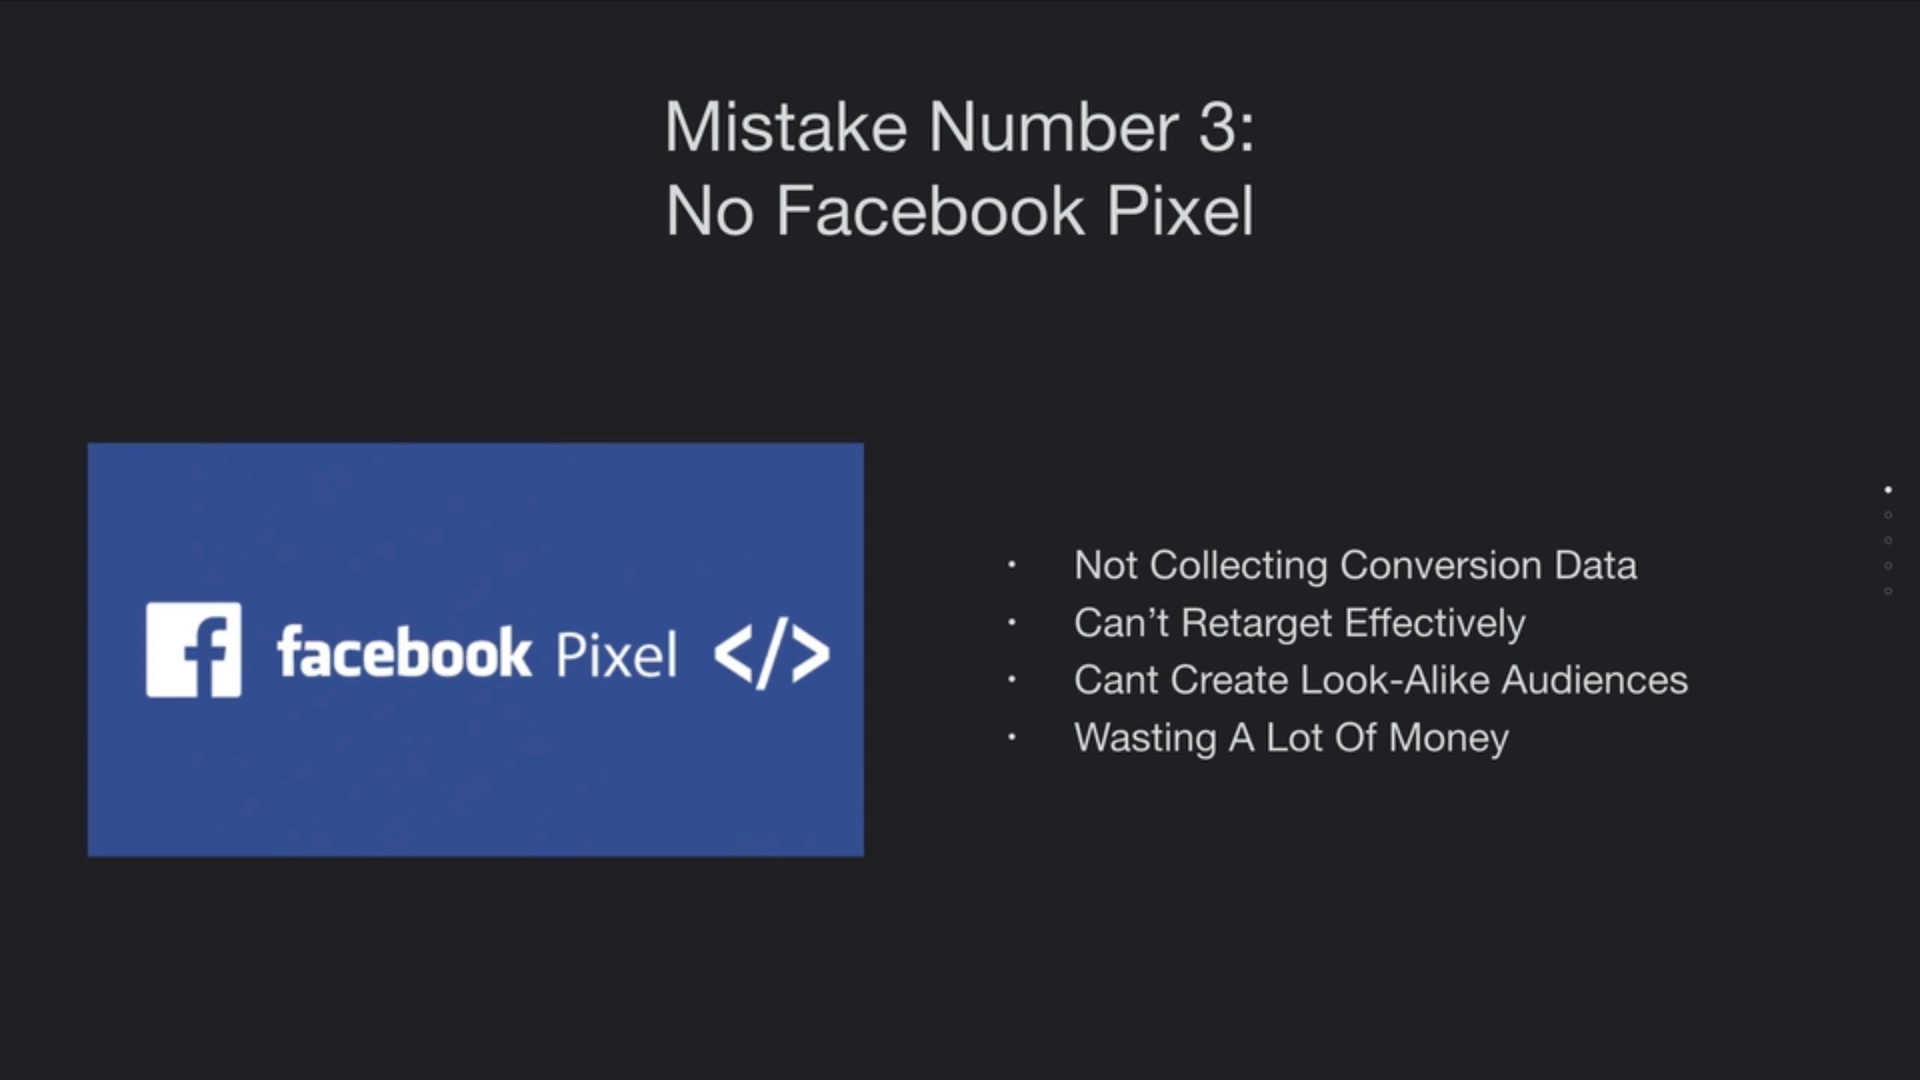 Mistake Number 3:
No Facebook Pixel
f facebook Pixel </>
· Not Collecting Conversion Data
· Can’t Retarget Effectively
· Cant Create Look-Alike Audiences
· Wasting A Lot Of Money